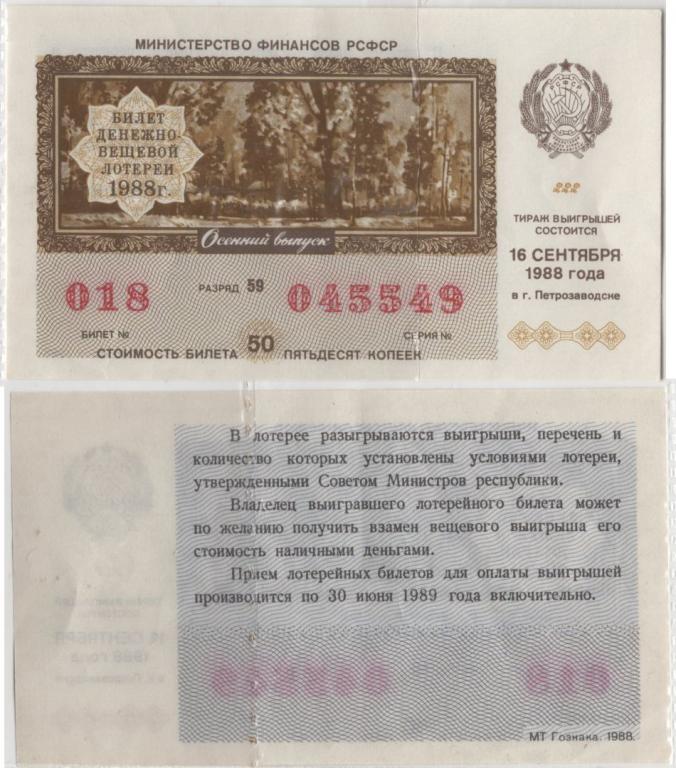 МИНИСТЕРСТВО ФИНАНСОВ РСФСР
БИЛЕТ
ДЕНЕЖНО-
ВЕЩЕВОЙ
ЛОТЕРЕИ
1988г.
Осенний выпуск
ТИРАЖ ВЫИГРЫШЕЙ
СОСТОИТСЯ
16 СЕНТЯБРЯ
1988 года
в г. Петрозаводске
018 РАЗРЯД 59 045549
БИЛЕТ № СЕРИЯ №
СТОИМОСТЬ БИЛЕТА 50 ПЯТЬДЕСЯТ КОПЕЕК
В лотерее разыгрываются выигрыши, перечень и
количество которых установлены условиями лотереи,
утвержденными Советом Министров республики.
Владелец выигравшего лотерейного билета может
по желанию получить взамен вещевого выигрыша его
стоимость наличными деньгами.
Прием лотерейных билетов для оплаты выигрышей
производится по 30 июня 1989 года включительно.
МТ Гознака. 1988.